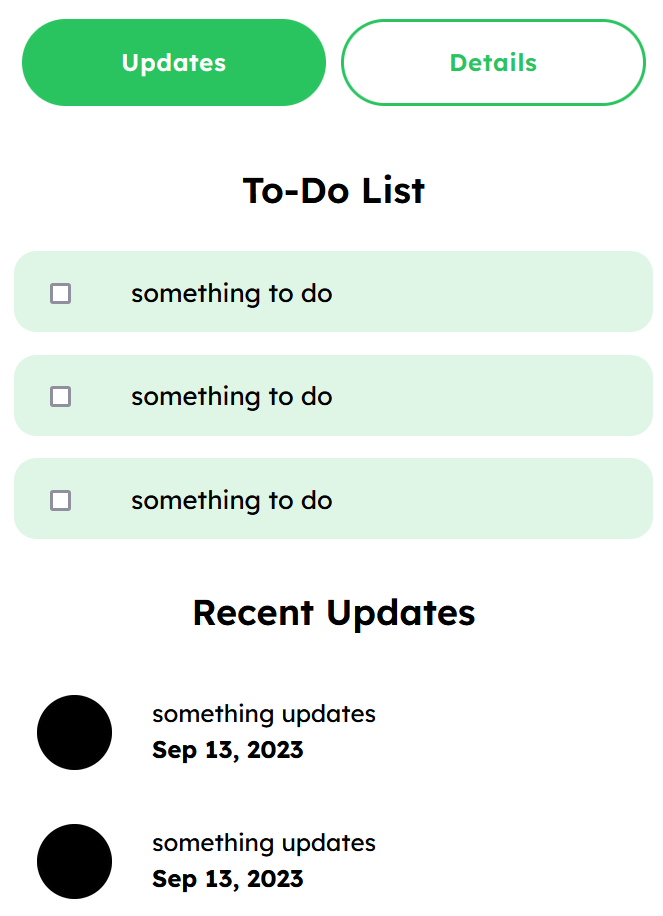 Updates
Details
To-Do List
something to do
something to do
something to do
Recent Updates
something updates
Sep 13, 2023
something updates
Sep 13, 2023